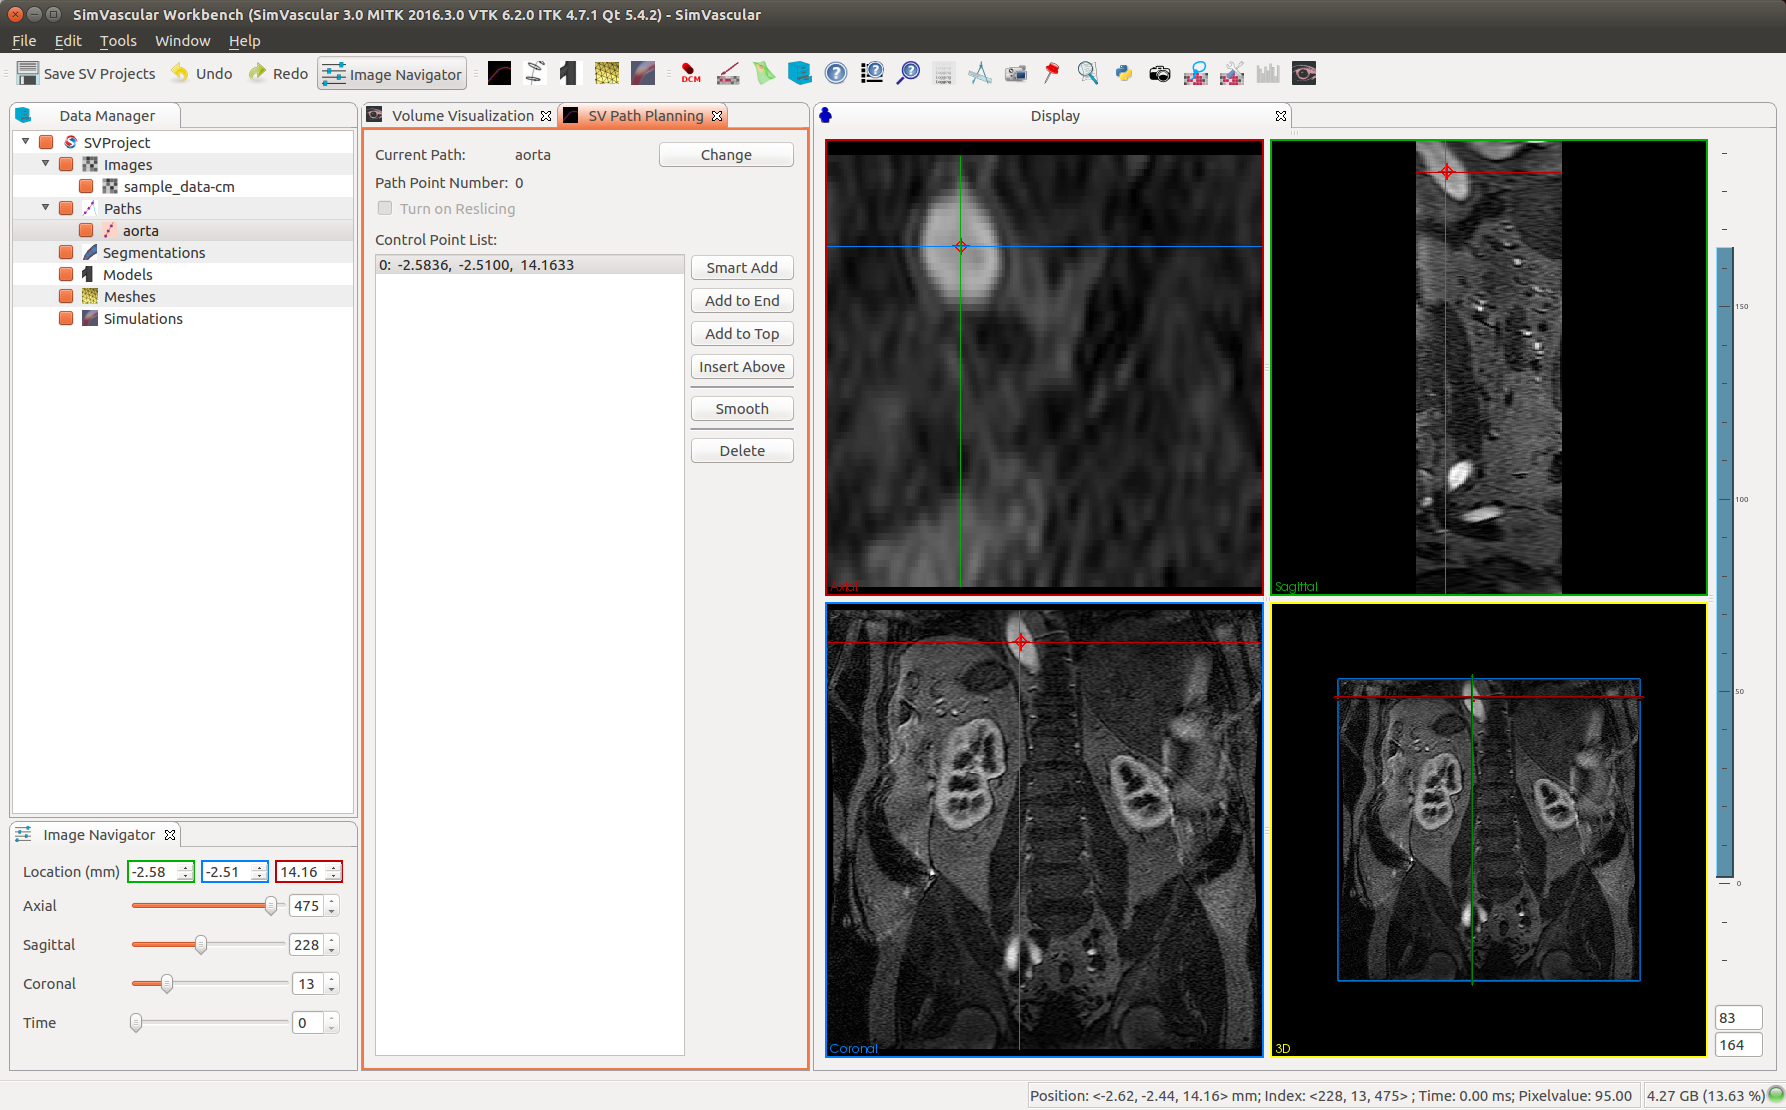 SimVascular Workbench (SimVascular 3.0 MITK 2016.3.0 VTK 6.2.0 ITK 4.7.1 Qt 5.4.2) - SimVascular
File Edit Tools Window Help
Save SV Projects Undo Redo Image Navigator DCM
Data Manager
SVProject
Images
sample_data-cm
Paths
aorta
Segmentations
Models
Meshes
Simulations
Image Navigator
Location (mm) -2.58 -2.51 14.16
Axial 475
Sagittal 228
Coronal 13
Time 0
Volume Visualization SV Path Planning
Current Path: aorta Change
Path Point Number: 0
Turn on Reslicing
Control Point List:
0: -2.5836, -2.5100, 14.1633
Smart Add
Add to End
Add to Top
Insert Above
Smooth
Delete
Display
Axial
Sagittal
Coronal
3D
150
100
50
0
83
164
Position: <-2.62, -2.44, 14.16> mm; Index: <228, 13, 475> ; Time: 0.00 ms; Pixelvalue: 95.00 4.27 GB (13.63 %)